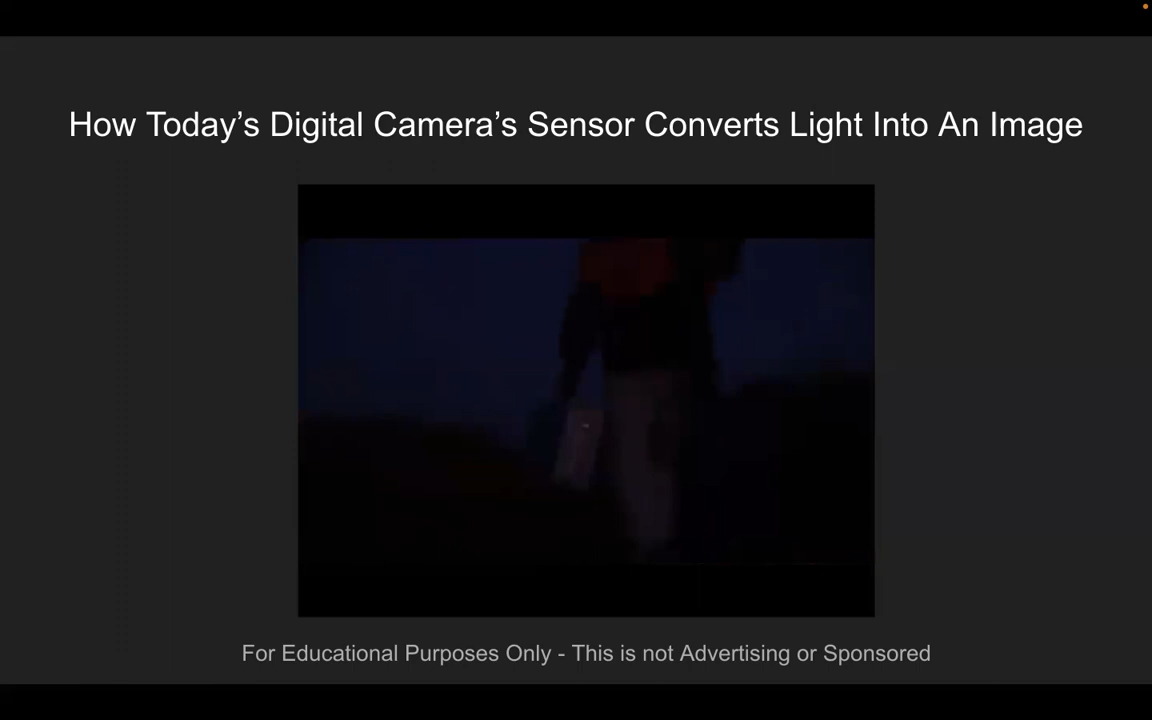 How Today’s Digital Camera’s Sensor Converts Light Into An Image
For Educational Purposes Only - This is not Advertising or Sponsored